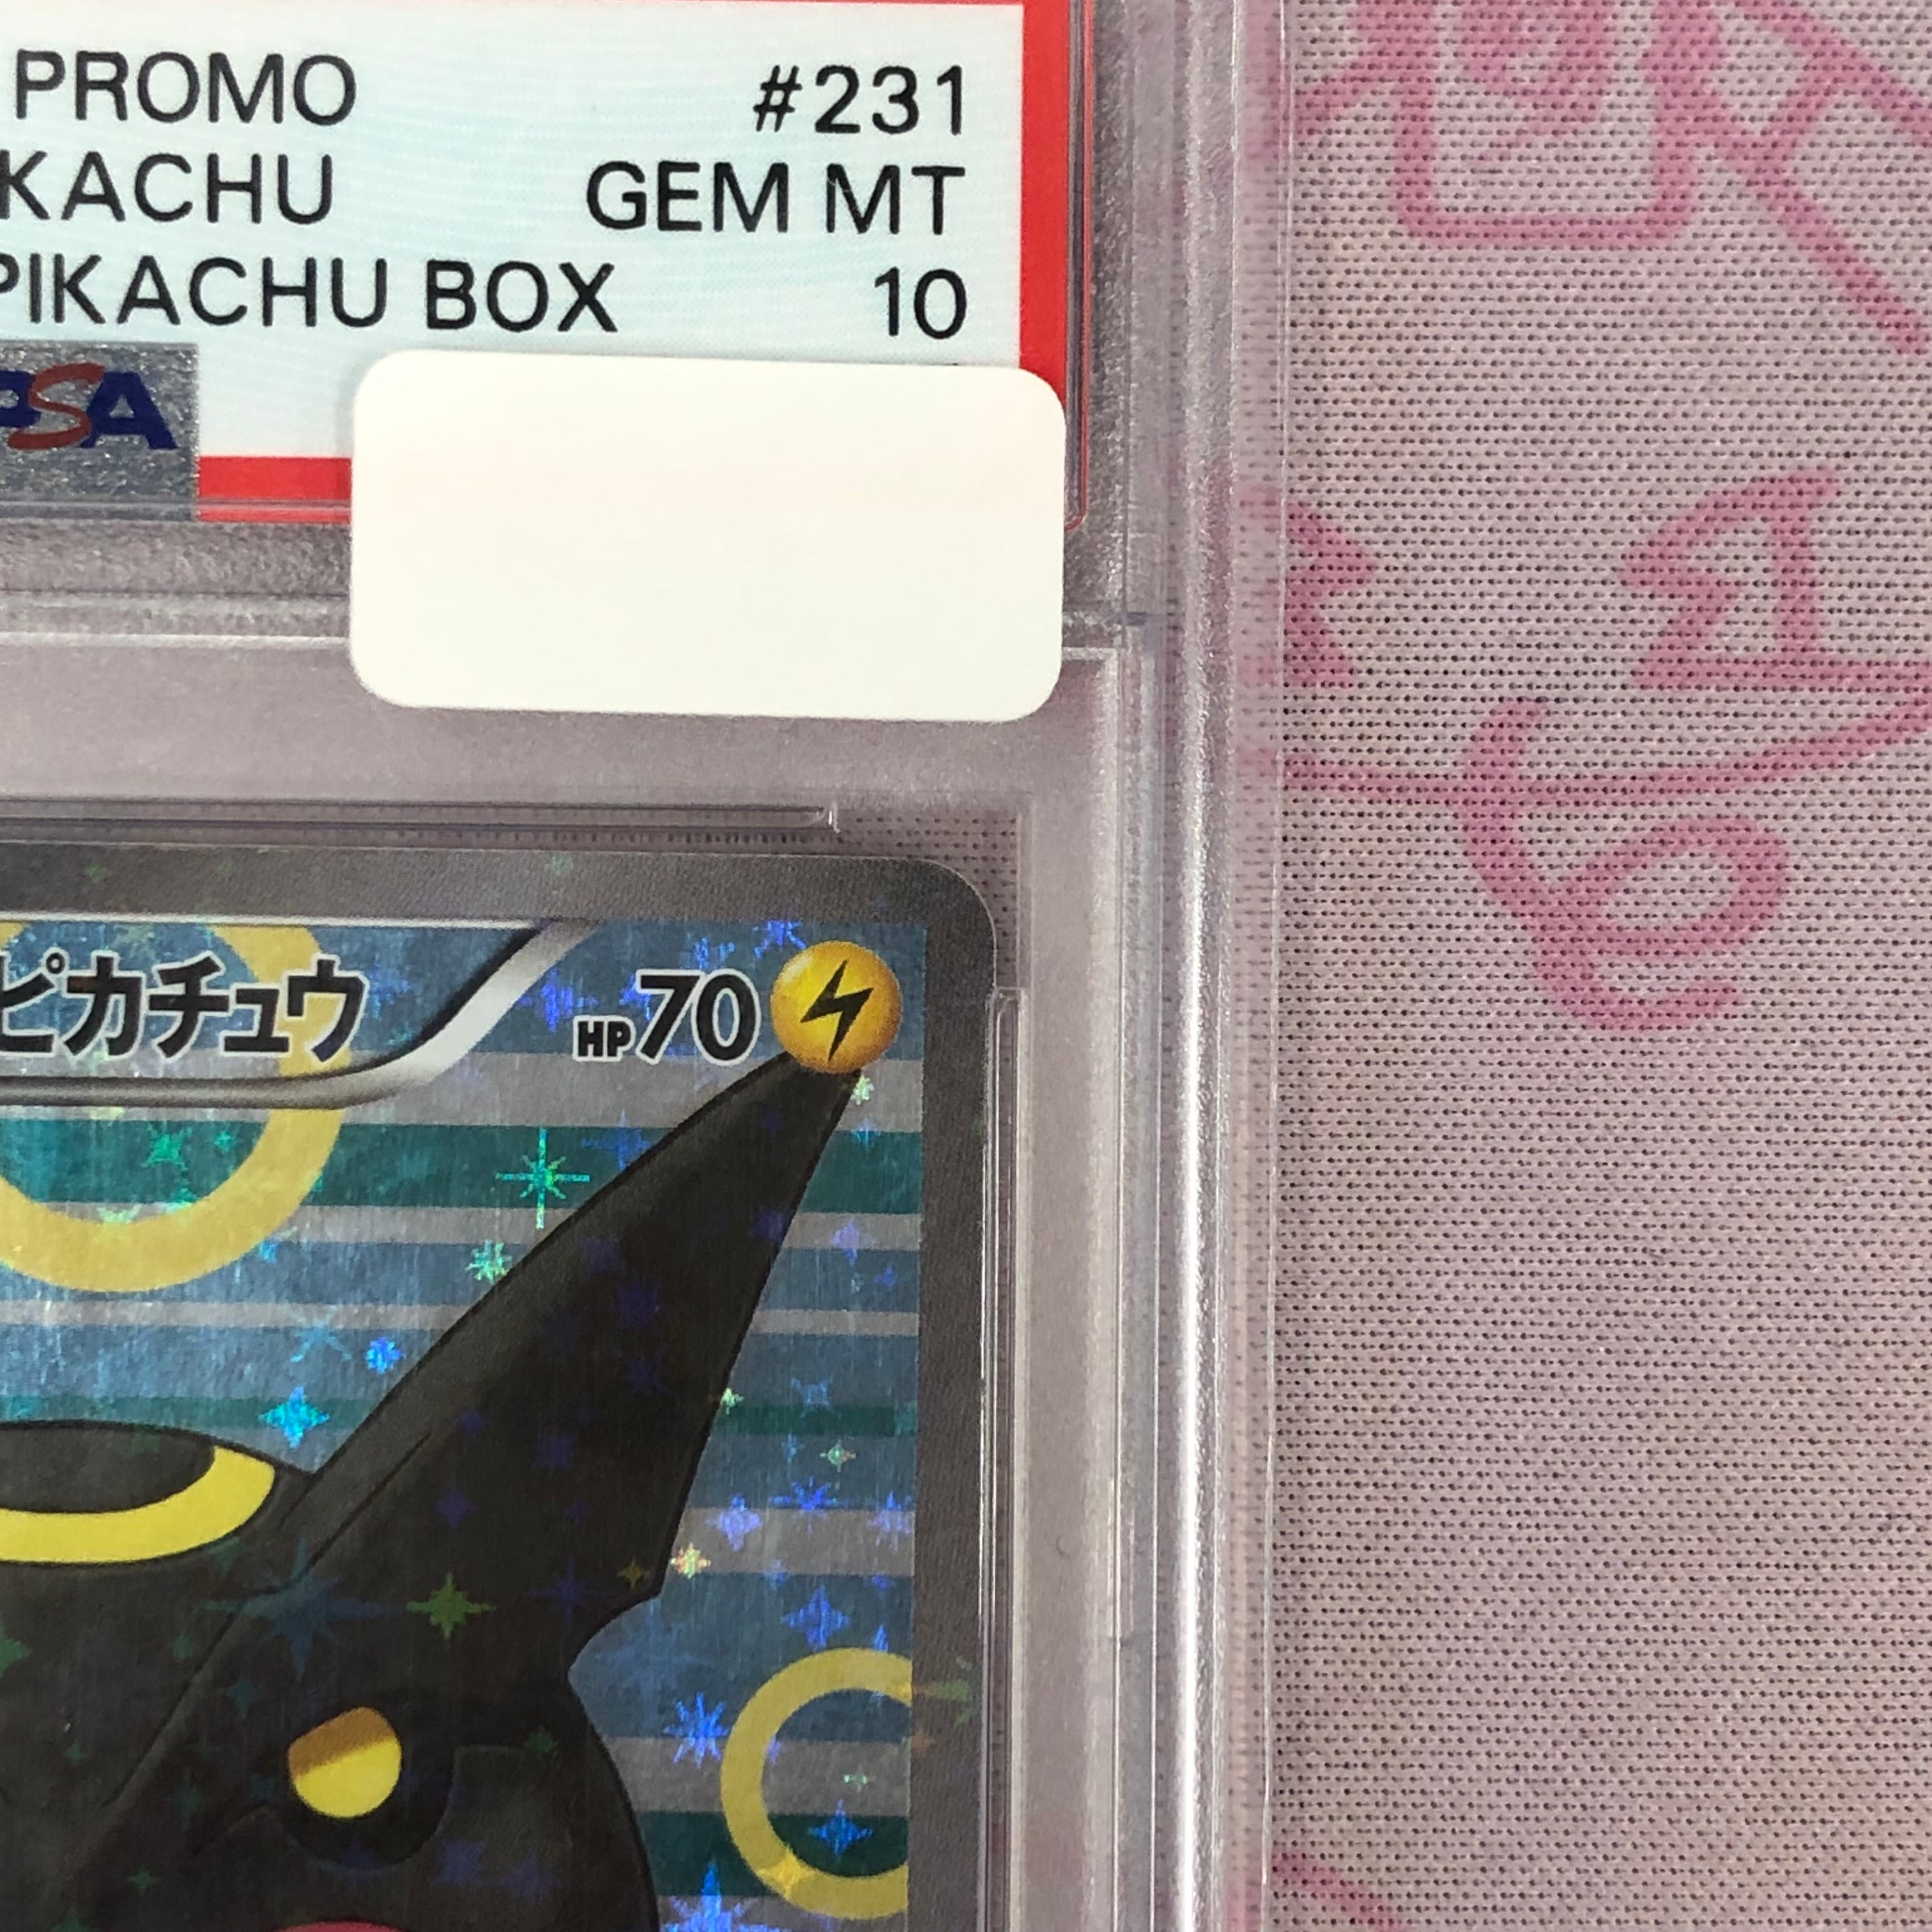 PROMO #231
KACHU GEM MT
PIKACHU BOX 10
PSA
ピカチュウ HP70